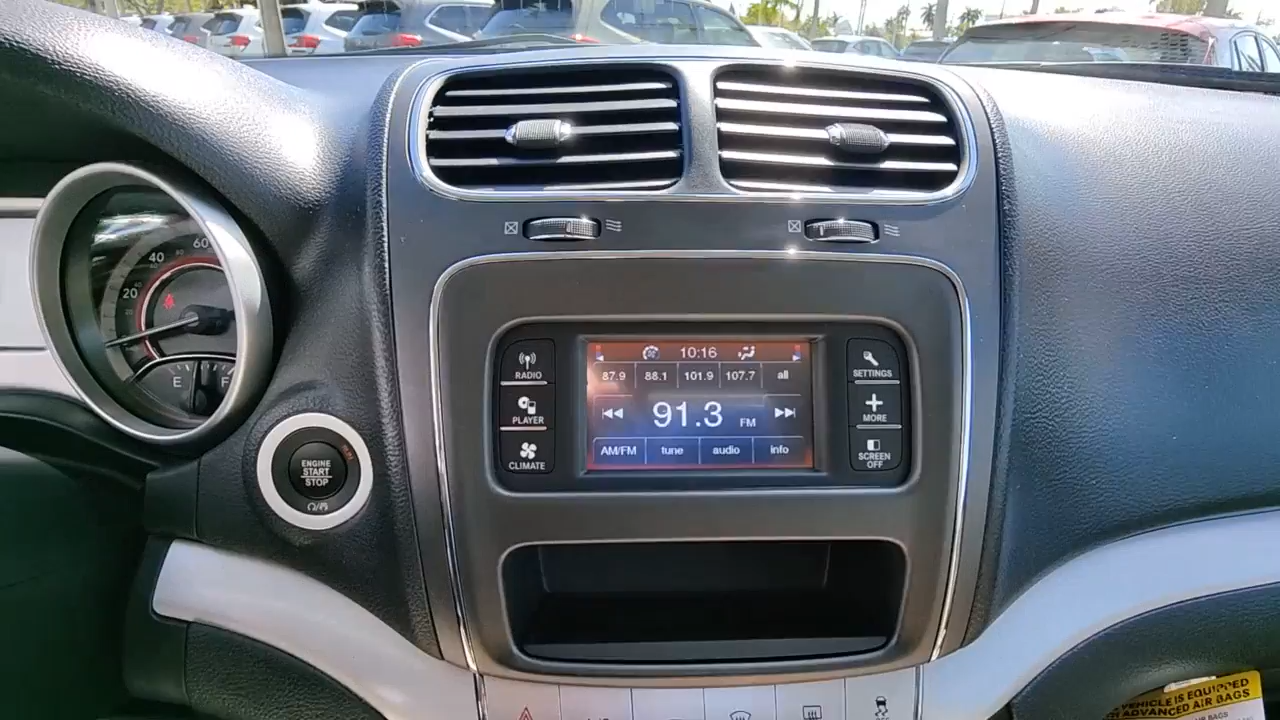 60
40
20
E F
ENGINE
START
STOP
RADIO
PLAYER
CLIMATE
10:16
87.9 88.1 101.9 107.7 all
91.3 FM
AM/FM tune audio info
SETTINGS
MORE
SCREEN
OFF
VEHICLE IS EQUIPPED
ADVANCED AIR BAGS
AIR BAGS